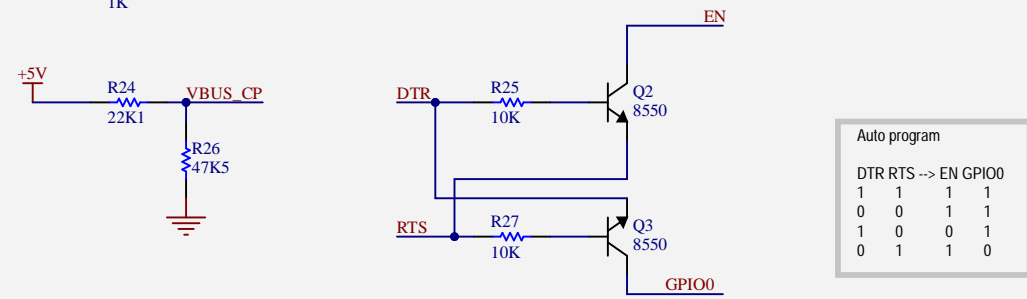 1K
+5V
R24
22K1
VBUS_CP
R26
47K5
EN
DTR
R25
10K
Q2
8550
RTS
R27
10K
Q3
8550
GPIO0
Auto program
DTR RTS --> EN GPIO0
1 1 1 1
0 0 1 1
1 0 0 1
0 1 1 0